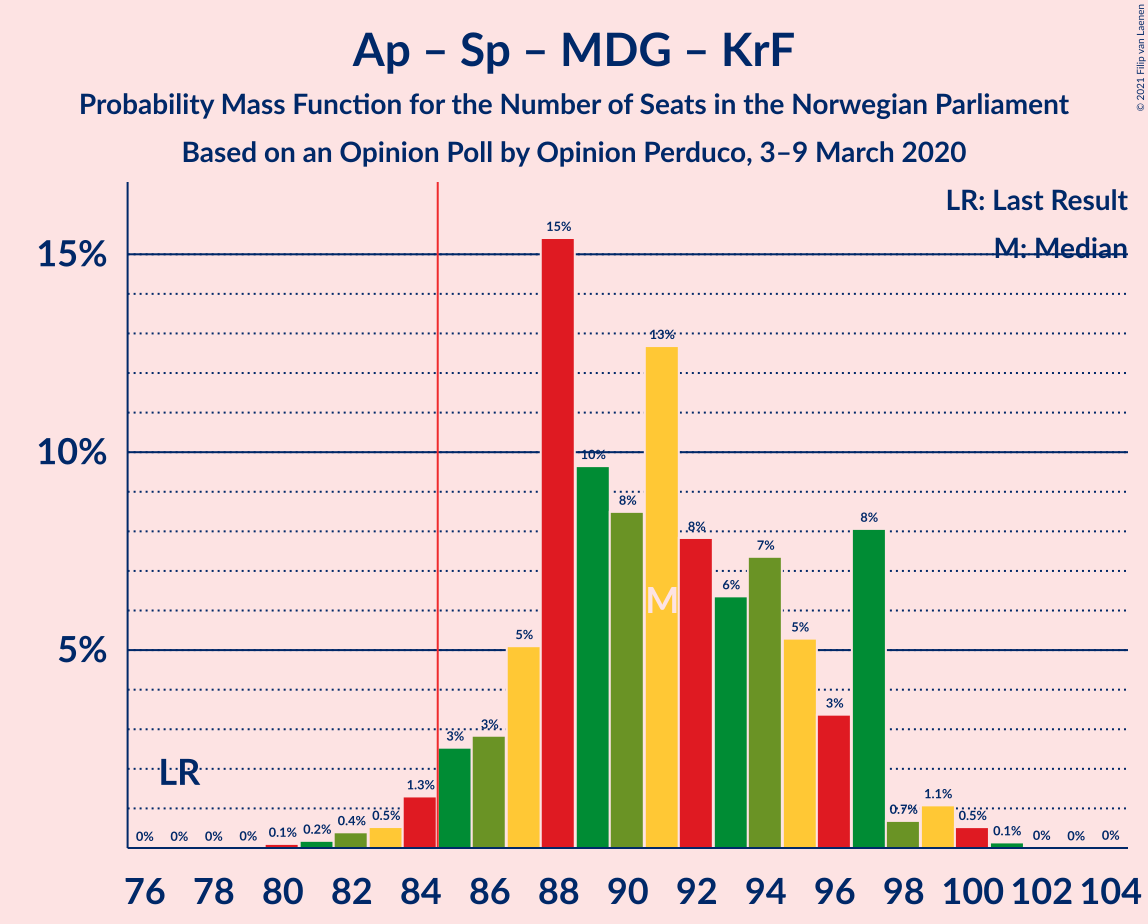 Ap – Sp – MDG – KrF
Probability Mass Function for the Number of Seats in the Norwegian Parliament
Based on an Opinion Poll by Opinion Perduco, 3–9 March 2020
© 2021 Filip van Laenen
LR: Last Result
M: Median
15%
10%
5%
0% 0% 0% 0% 0.1% 0.2% 0.4% 0.5% 1.3% 3% 3% 5% 15% 10% 8% 13% 8% 6% 7% 5% 3% 8% 0.7% 1.1% 0.5% 0.1% 0% 0% 0%
M
LR
76 78 80 82 84 86 88 90 92 94 96 98 100 102 104